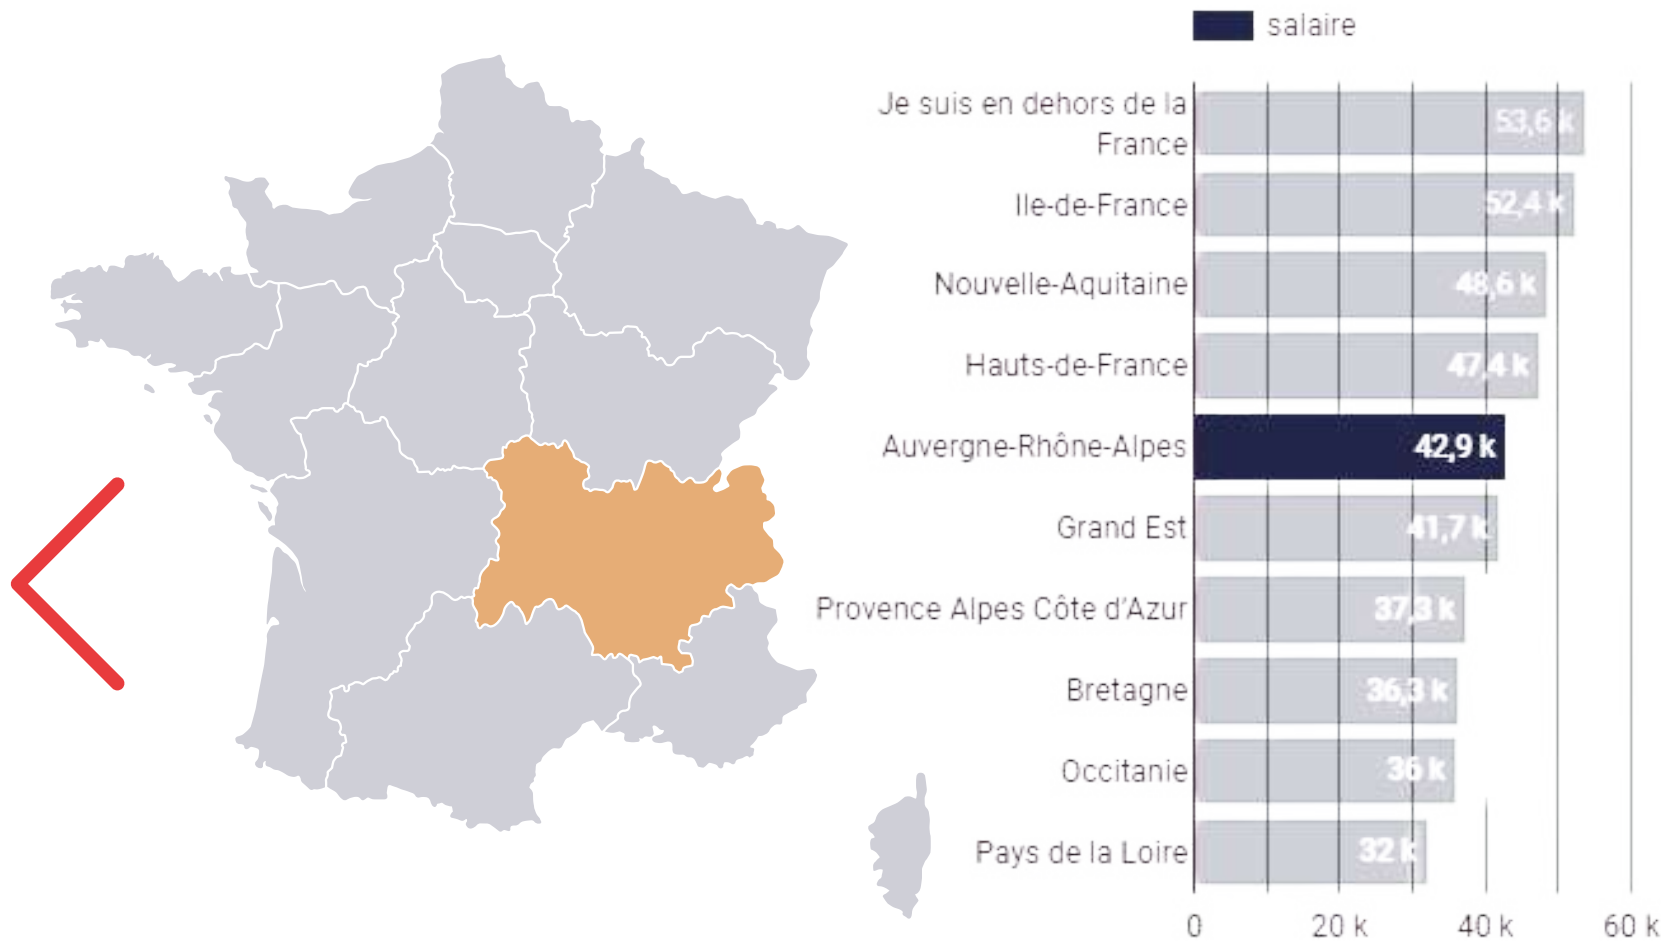 salaire
Je suis en dehors de la
France
53,6 k
Ile-de-France
52,4 k
Nouvelle-Aquitaine
48,6 k
Hauts-de-France
47,4 k
Auvergne-Rhône-Alpes
42,9 k
Grand Est
41,7 k
Provence Alpes Côte d'Azur
37,3 k
Bretagne
36,3 k
Occitanie
36 k
Pays de la Loire
32 k
0
20 k
40 k
60 k